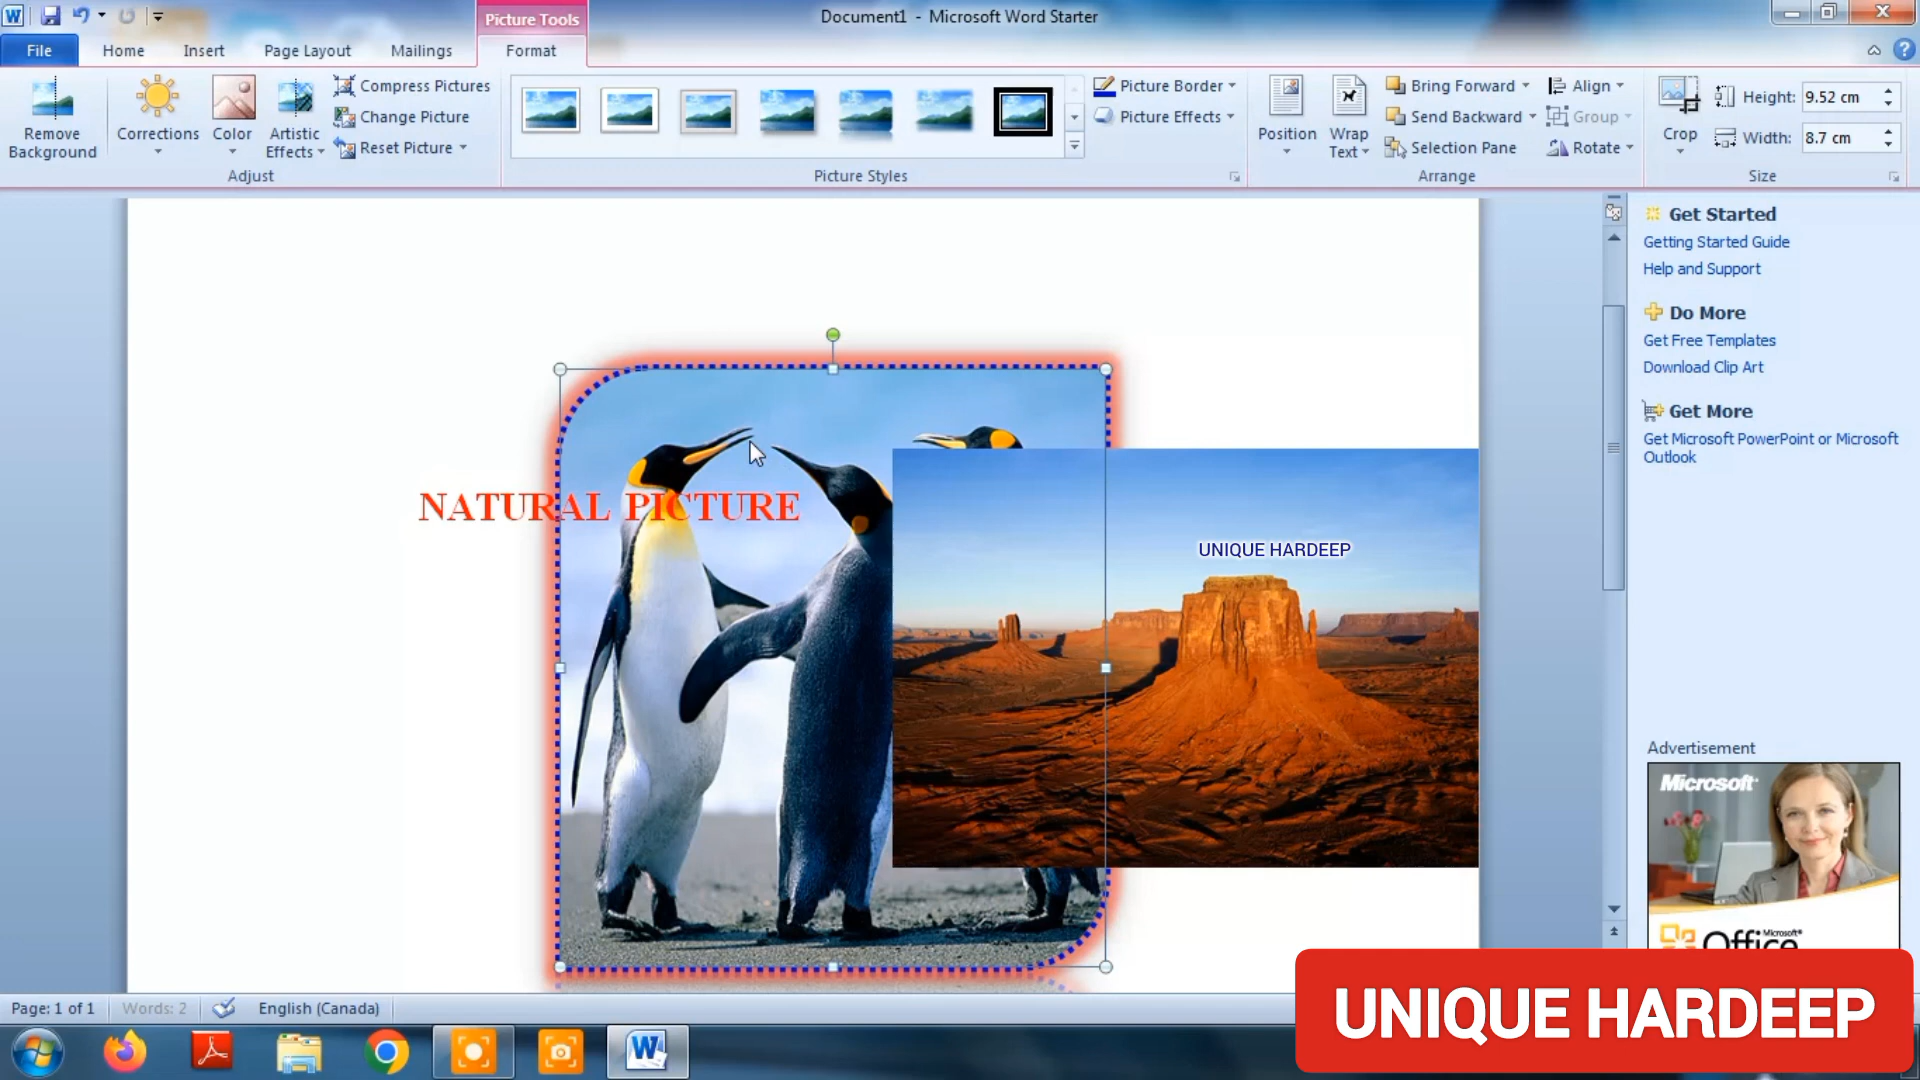 Picture Tools
Document1 - Microsoft Word Starter
File
Home
Insert
Page Layout
Mailings
Format
Remove
Background
Corrections
Color
Artistic
Effects
Compress Pictures
Change Picture
Reset Picture
Adjust
Picture Styles
Picture Border
Picture Effects
Position
Wrap
Text
Bring Forward
Send Backward
Selection Pane
Align
Group
Rotate
Arrange
Crop
Height: 9.52 cm
Width: 8.7 cm
Size
Get Started
Getting Started Guide
Help and Support
Do More
Get Free Templates
Download Clip Art
Get More
Get Microsoft PowerPoint or Microsoft
Outlook
NATURAL PICTURE
UNIQUE HARDEEP
Advertisement
Microsoft
Microsoft
Office
Page: 1 of 1
Words: 2
English (Canada)
UNIQUE HARDEEP